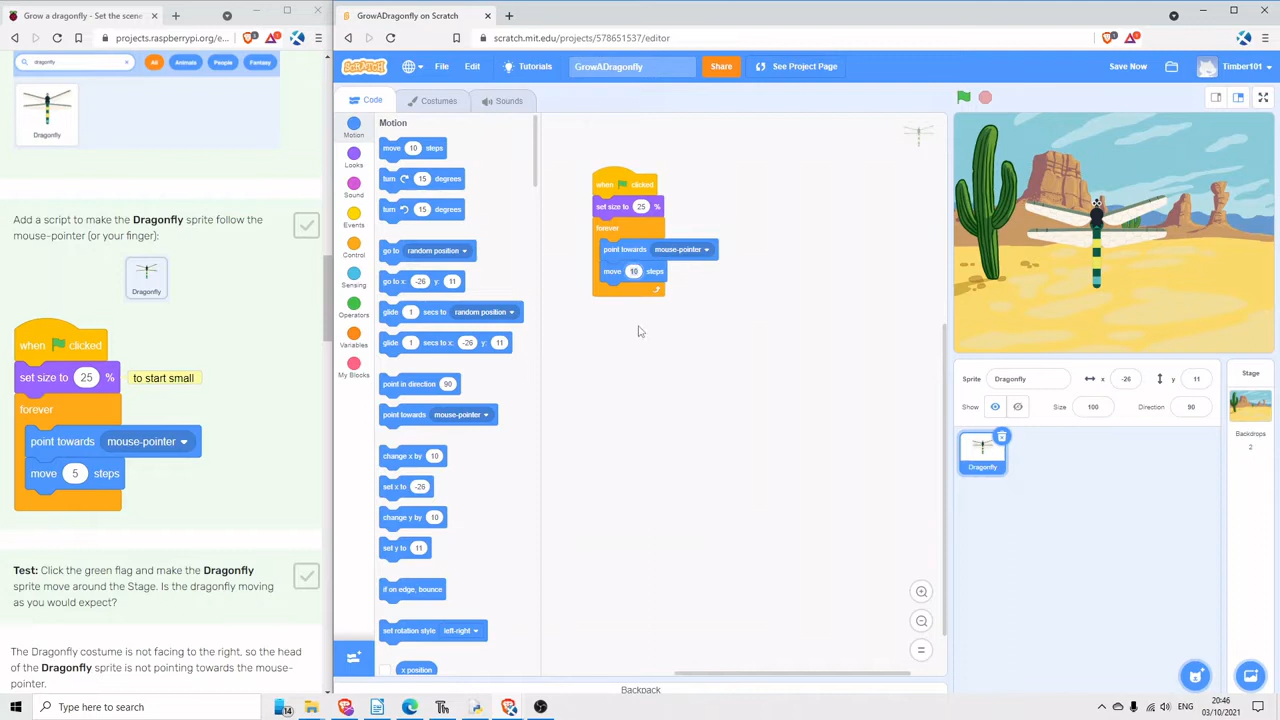 Grow a dragonfly - Set the scene
GrowADragonfly on Scratch
projects.raspberrypi.org/e...
scratch.mit.edu/projects/578651537/editor
dragonfly
All
Animals
People
Fantasy
Dragonfly
Add a script to make the Dragonfly sprite follow the
mouse-pointer (or your finger):
Dragonfly
when clicked
set size to 25 %
to start small
forever
point towards mouse-pointer
move 5 steps
Test: Click the green flag and make the Dragonfly
sprite move around the Stage. Is the dragonfly moving
as you would expect?
The Dragonfly costume is not facing to the right, so the head
of the Dragonfly sprite is not pointing towards the mouse-
pointer.
SCRATCH
File
Edit
Tutorials
GrowADragonfly
Share
See Project Page
Save Now
Timber101
Code
Costumes
Sounds
Motion
Looks
Sound
Events
Control
Sensing
Operators
Variables
My Blocks
Motion
move 10 steps
turn 15 degrees
turn 15 degrees
go to random position
go to x: -26 y: 11
glide 1 secs to random position
glide 1 secs to x: -26 y: 11
point in direction 90
point towards mouse-pointer
change x by 10
set x to -26
change y by 10
set y to 11
if on edge, bounce
set rotation style left-right
x position
when clicked
set size to 25 %
forever
point towards mouse-pointer
move 10 steps
Backpack
Sprite Dragonfly x -26 y 11
Show Size 100 Direction 90
Dragonfly
Stage
Backdrops
2
Type here to search
14
ENG
20:46
03/10/2021